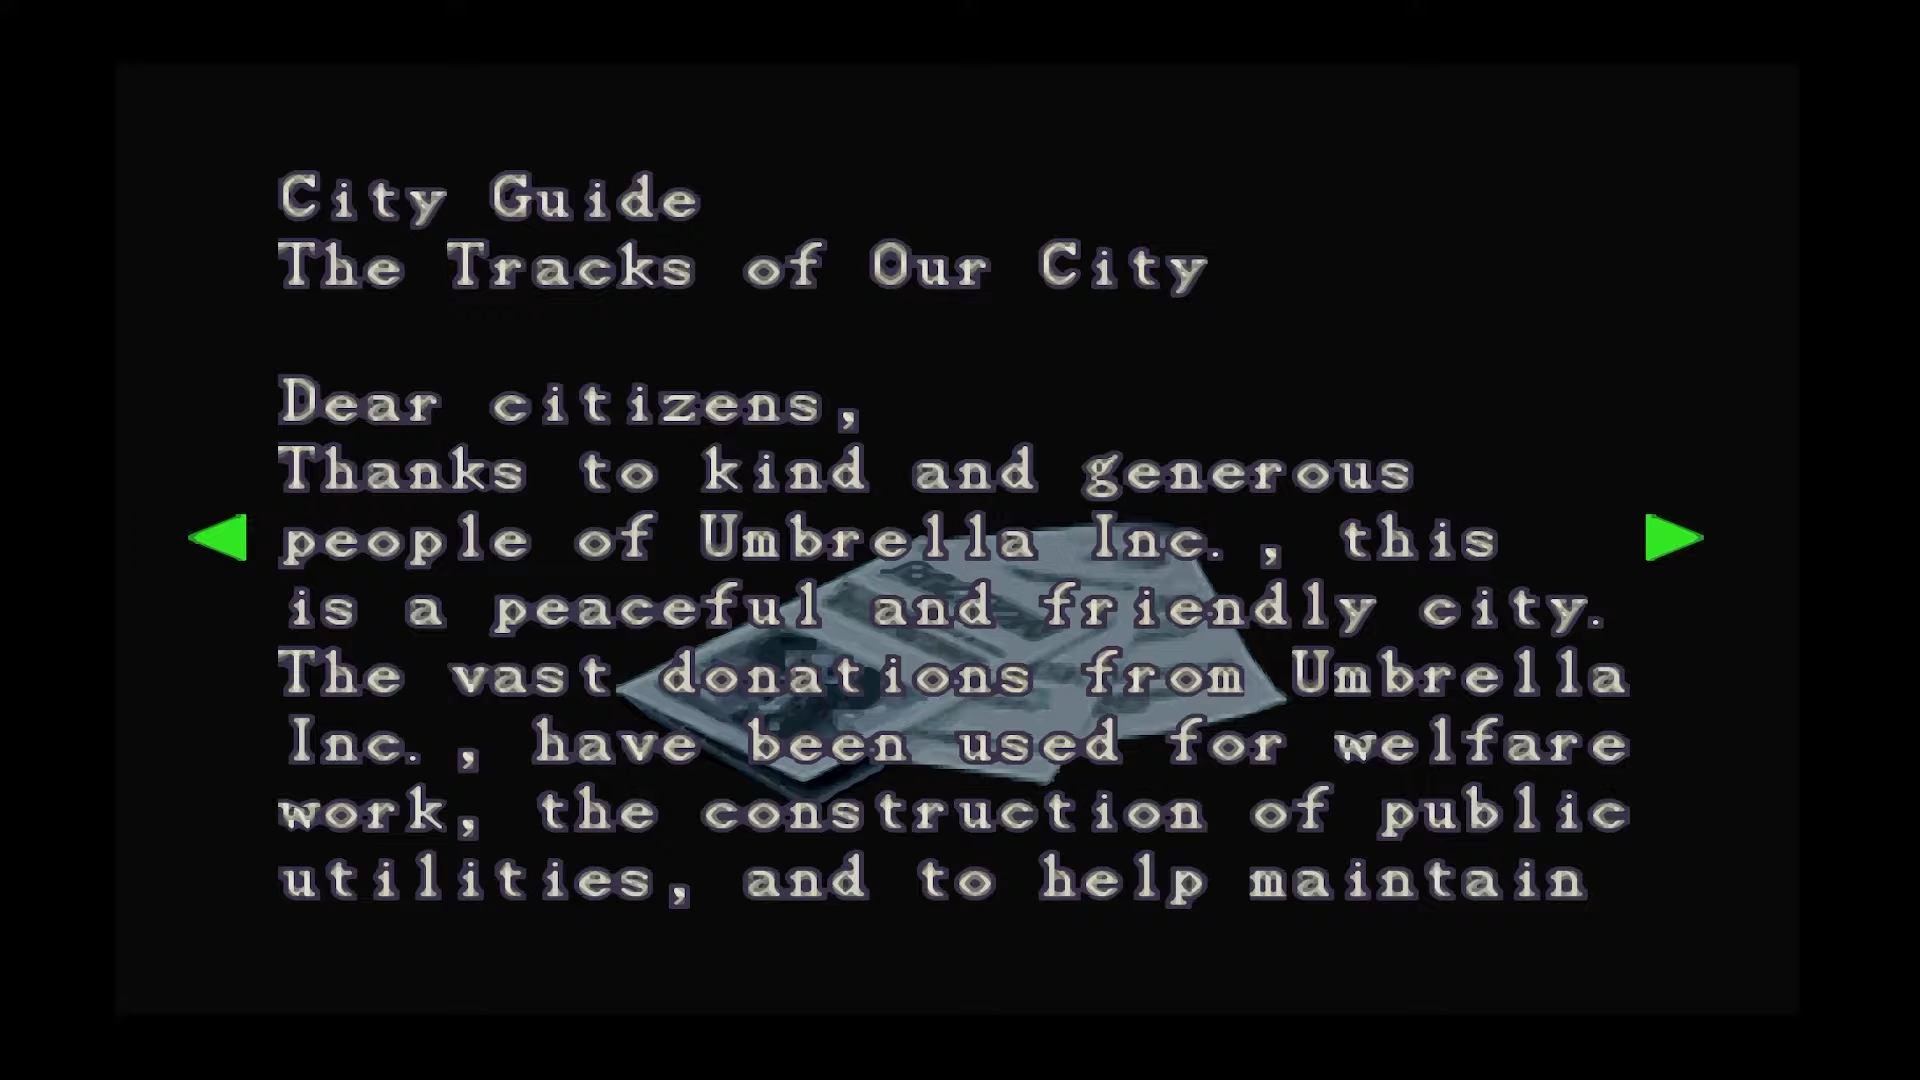 City Guide
The Tracks of Our City
Dear citizens,
Thanks to kind and generous
people of Umbrella Inc., this
is a peaceful and friendly city.
The vast donations from Umbrella
Inc., have been used for welfare
work, the construction of public
utilities, and to help maintain